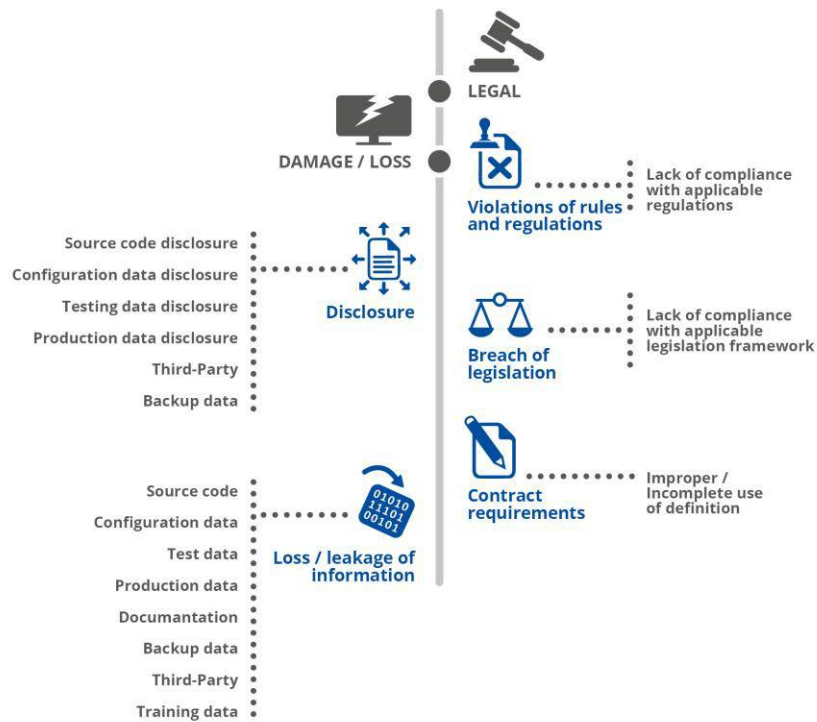 LEGAL
DAMAGE / LOSS
Violations of rules
and regulations
Lack of compliance
with applicable
regulations
Source code disclosure
Configuration data disclosure
Testing data disclosure
Production data disclosure
Third-Party
Backup data
Disclosure
Breach of
legislation
Lack of compliance
with applicable
legislation framework
Contract
requirements
Improper /
Incomplete use
of definition
Source code
Configuration data
Test data
Production data
Documantation
Backup data
Third-Party
Training data
01010
11101
00101
Loss / leakage of
information